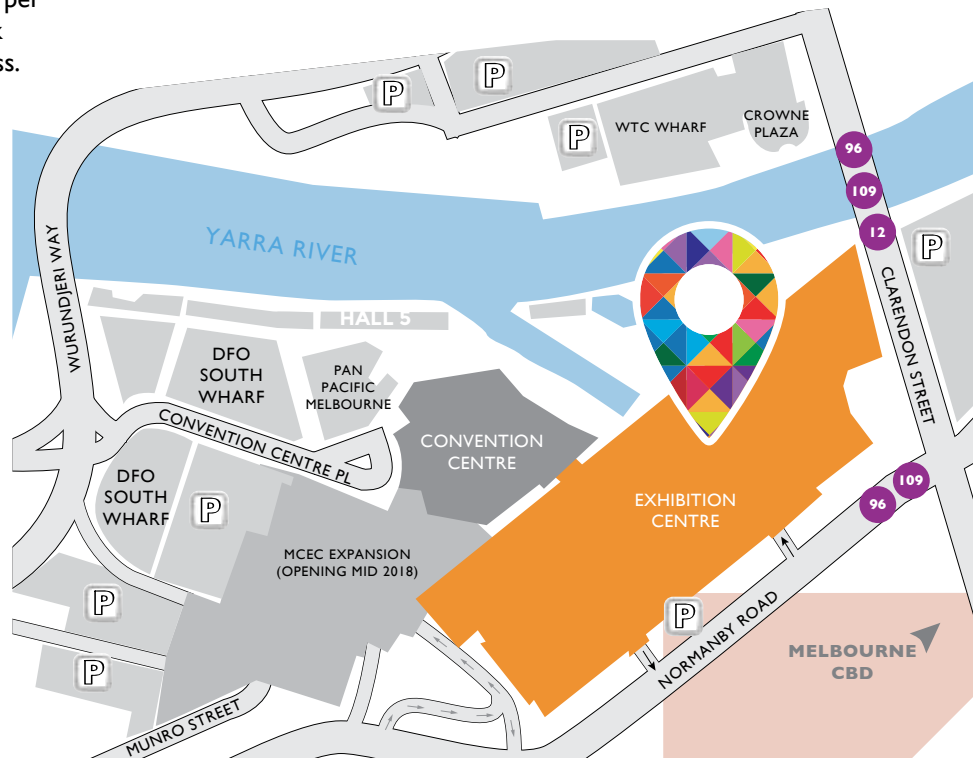 per
ss.
P
P
P
WTC WHARF
CROWNE
PLAZA
96
109
12
P
YARRA RIVER
WURUNDJERI WAY
CLARENDON STREET
HALL 5
DFO
SOUTH
WHARF
PAN
PACIFIC
MELBOURNE
CONVENTION CENTRE PL
CONVENTION
CENTRE
DFO
SOUTH
WHARF
P
EXHIBITION
CENTRE
109
96
MCEC EXPANSION
(OPENING MID 2018)
P
P
P
NORMANBY ROAD
MELBOURNE
CBD
MUNRO STREET